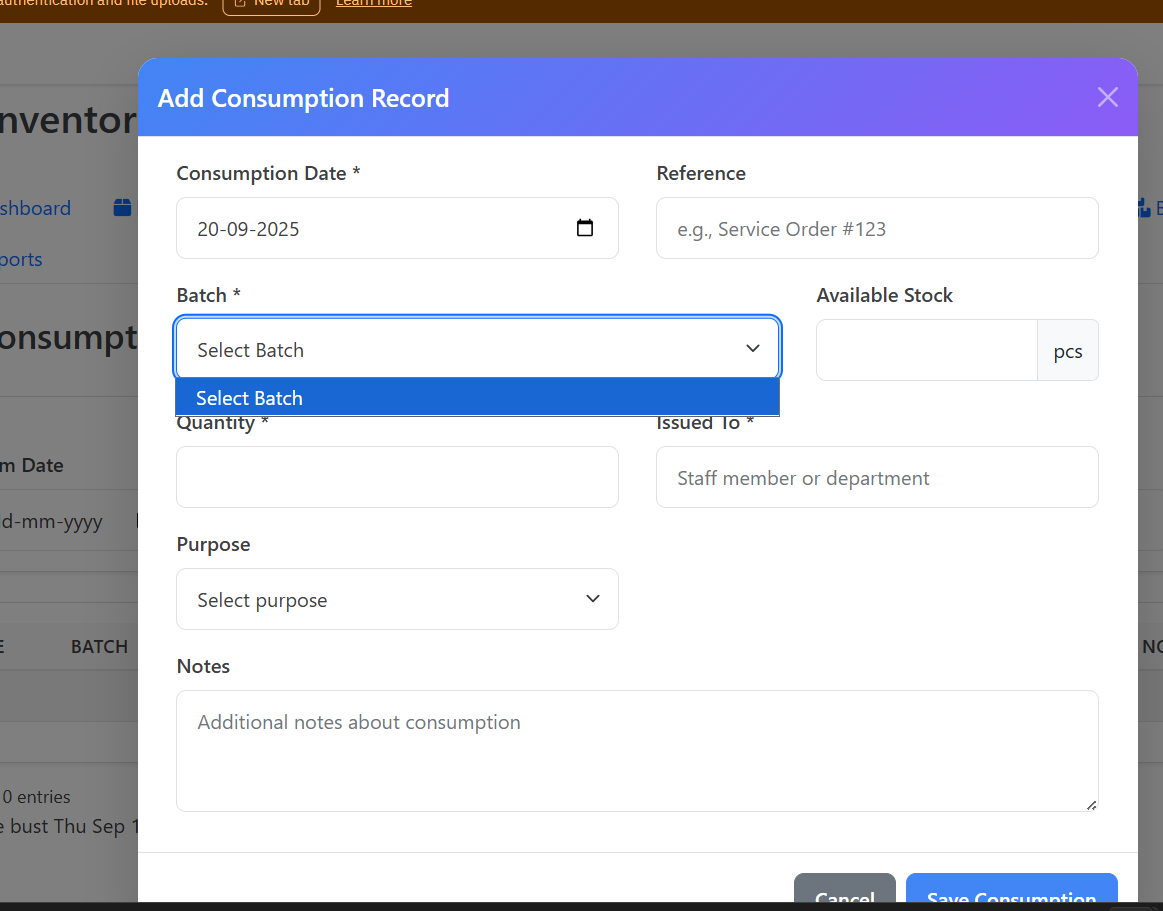 authentication and file uploads. New tab Learn more
Add Consumption Record
nventor
Consumption Date * Reference
shboard
20-09-2025 e.g., Service Order #123
ports
Batch * Available Stock
onsumpt
Select Batch pcs
Select Batch
Quantity * Issued To *
m Date
Staff member or department
d-mm-yyyy
Purpose
Select purpose
BATCH NO
Notes
Additional notes about consumption
0 entries
e bust Thu Sep 1
Cancel Save Consumption